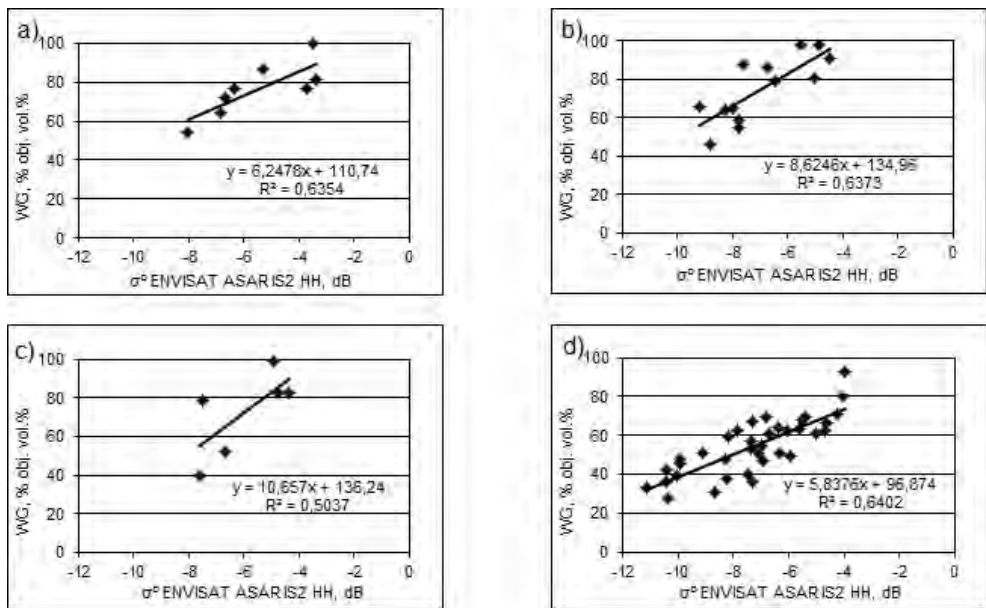 a)
100
80
60
40
20
0
WG, % obj. vol.%
y = 6,2478x + 110,74
R² = 0,6354
-12 -10 -8 -6 -4 -2 0
σº ENVISAT ASAR IS2 HH, dB
b)
100
80
60
40
20
0
WG, % obj. vol.%
y = 8,6246x + 134,96
R² = 0,6373
-12 -10 -8 -6 -4 -2 0
σº ENVISAT ASAR IS2 HH, dB
c)
100
80
60
40
20
0
WG, % obj. vol.%
y = 10,657x + 136,24
R² = 0,5037
-12 -10 -8 -6 -4 -2 0
σº ENVISAT ASAR IS2 HH, dB
d)
100
80
60
40
20
0
WG, % obj. vol.%
y = 5,8376x + 96,874
R² = 0,6402
-12 -10 -8 -6 -4 -2 0
σº ENVISAT ASAR IS2 HH, dB